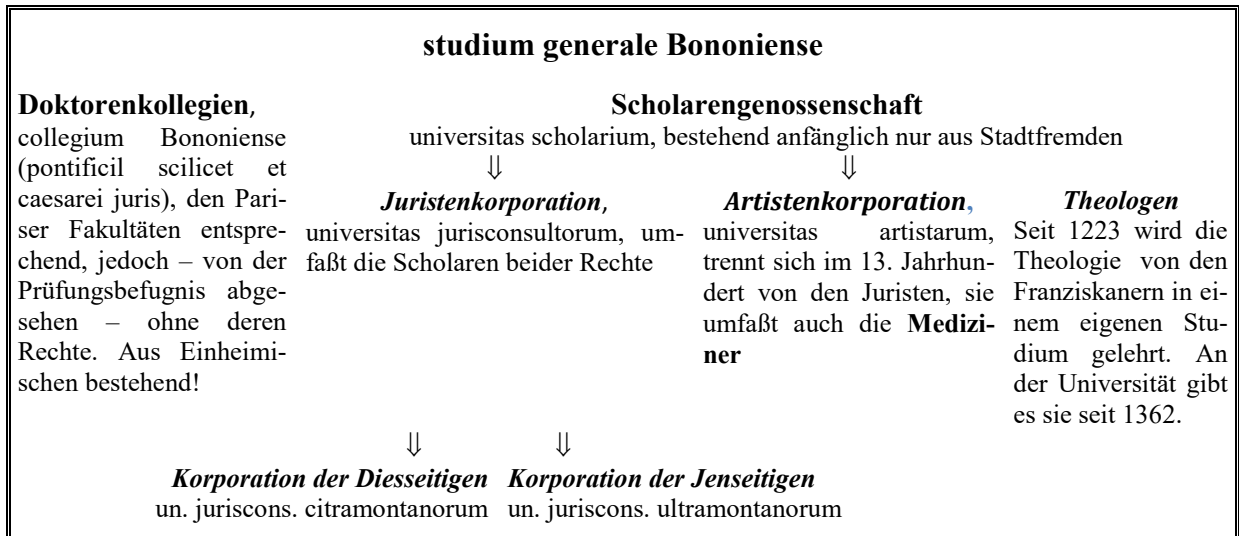 studium generale Bononiense
Doktorenkollegien,
collegium Bononiense
(pontificil scilicet et
caesarei juris), den Pari-
ser Fakultäten entspre-
chend, jedoch – von der
Prüfungsbefugnis abge-
sehen – ohne deren
Rechte. Aus Einheimi-
schen bestehend!
Scholarengenossenschaft
universitas scholarium, bestehend anfänglich nur aus Stadtfremden
⇓ ⇓
Juristenkorporation,
universitas jurisconsultorum, um-
faßt die Scholaren beider Rechte
Artistenkorporation,
universitas artistarum,
trennt sich im 13. Jahrhun-
dert von den Juristen, sie
umfaßt auch die Medizi-
ner
Theologen
Seit 1223 wird die
Theologie von den
Franziskanern in ei-
nem eigenen Stu-
dium gelehrt. An
der Universität gibt
es sie seit 1362.
⇓ ⇓
Korporation der Diesseitigen
un. juriscons. citramontanorum
Korporation der Jenseitigen
un. juriscons. ultramontanorum